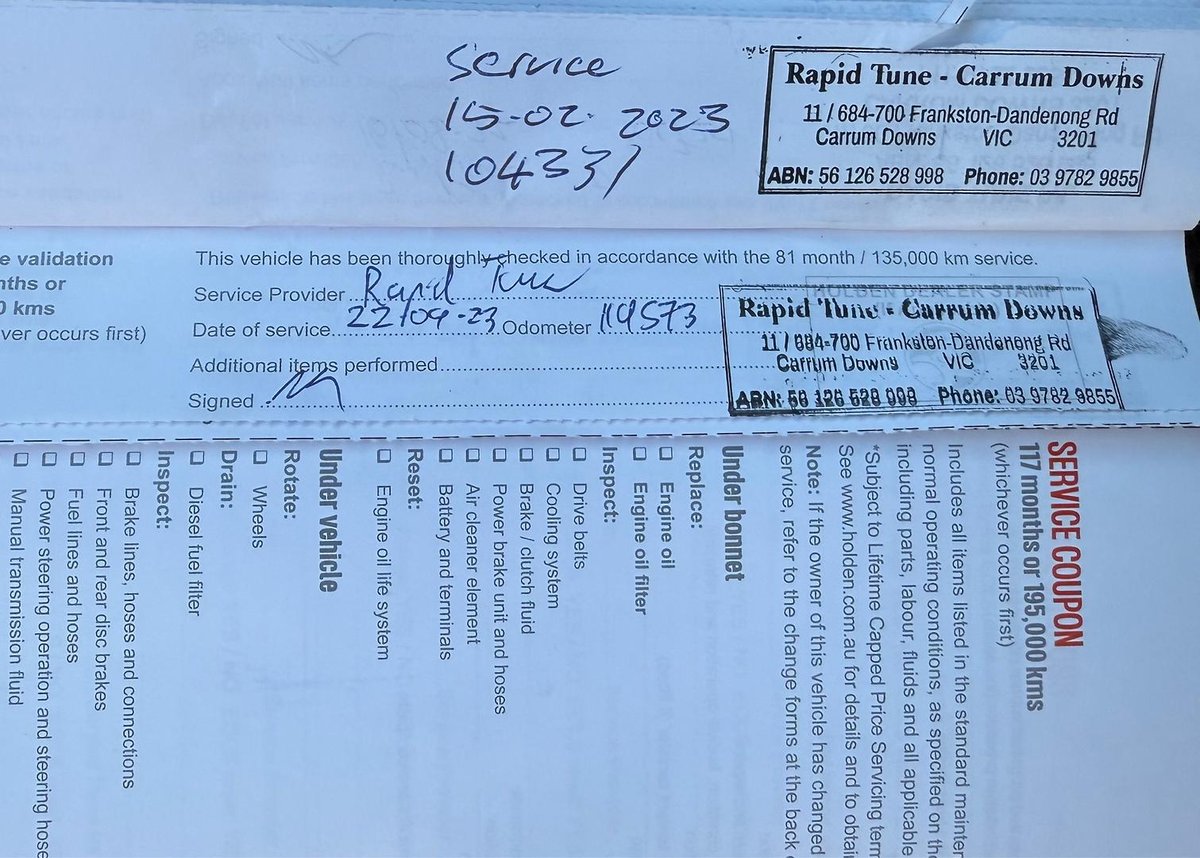 Service
15-02-2023
104331
Rapid Tune - Carrum Downs
11 / 684-700 Frankston-Dandenong Rd
Carrum Downs VIC 3201
ABN: 56 126 528 998 Phone: 03 9782 9855
e validation
nths or
0 kms
ver occurs first)
This vehicle has been thoroughly checked in accordance with the 81 month / 135,000 km service.
Service Provider Rapid Tune
Date of service 22/09-23 Odometer 119573
Additional items performed
Signed
HOLDEN DEALER STAMP
Rapid Tune - Carrum Downs
11 / 684-700 Frankston-Dandenong Rd
Carrum Downs VIC 3201
ABN: 56 126 528 998 Phone: 03 9782 9855
SERVICE COUPON
117 months or 195,000 kms
(whichever occurs first)
Includes all items listed in the standard mainter
normal operating conditions, as specified on the
including parts, labour, fluids and all applicable
*Subject to Lifetime Capped Price Servicing term
See www.holden.com.au for details and to obtain
Note: If the owner of this vehicle has changed
service, refer to the change forms at the back
Under bonnet
Replace:
Engine oil
Engine oil filter
Inspect:
Drive belts
Cooling system
Brake / clutch fluid
Power brake unit and hoses
Air cleaner element
Battery and terminals
Reset:
Engine oil life system
Under vehicle
Rotate:
Wheels
Drain:
Diesel fuel filter
Inspect:
Brake lines, hoses and connections
Front and rear disc brakes
Fuel lines and hoses
Power steering operation and steering hose
Manual transmission fluid